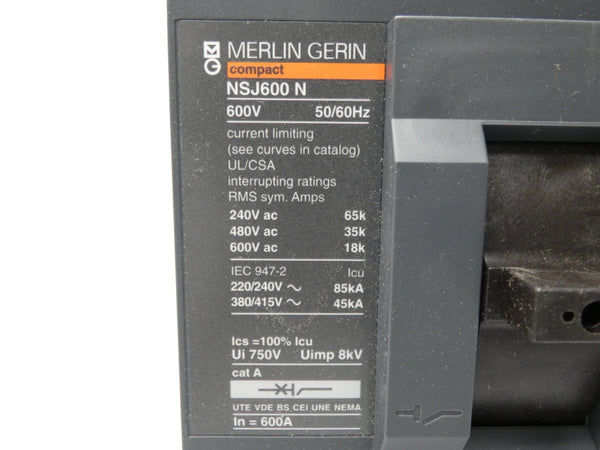 MERLIN GERIN
compact
NSJ600 N
600V 50/60Hz
current limiting
(see curves in catalog)
UL/CSA
interrupting ratings
RMS sym. Amps
240V ac 65k
480V ac 35k
600V ac 18k
IEC 947-2 Icu
220/240V ~ 85kA
380/415V ~ 45kA
Ics =100% Icu
Ui 750V Uimp 8kV
cat A
UTE VDE BS CEI UNE NEMA
In = 600A